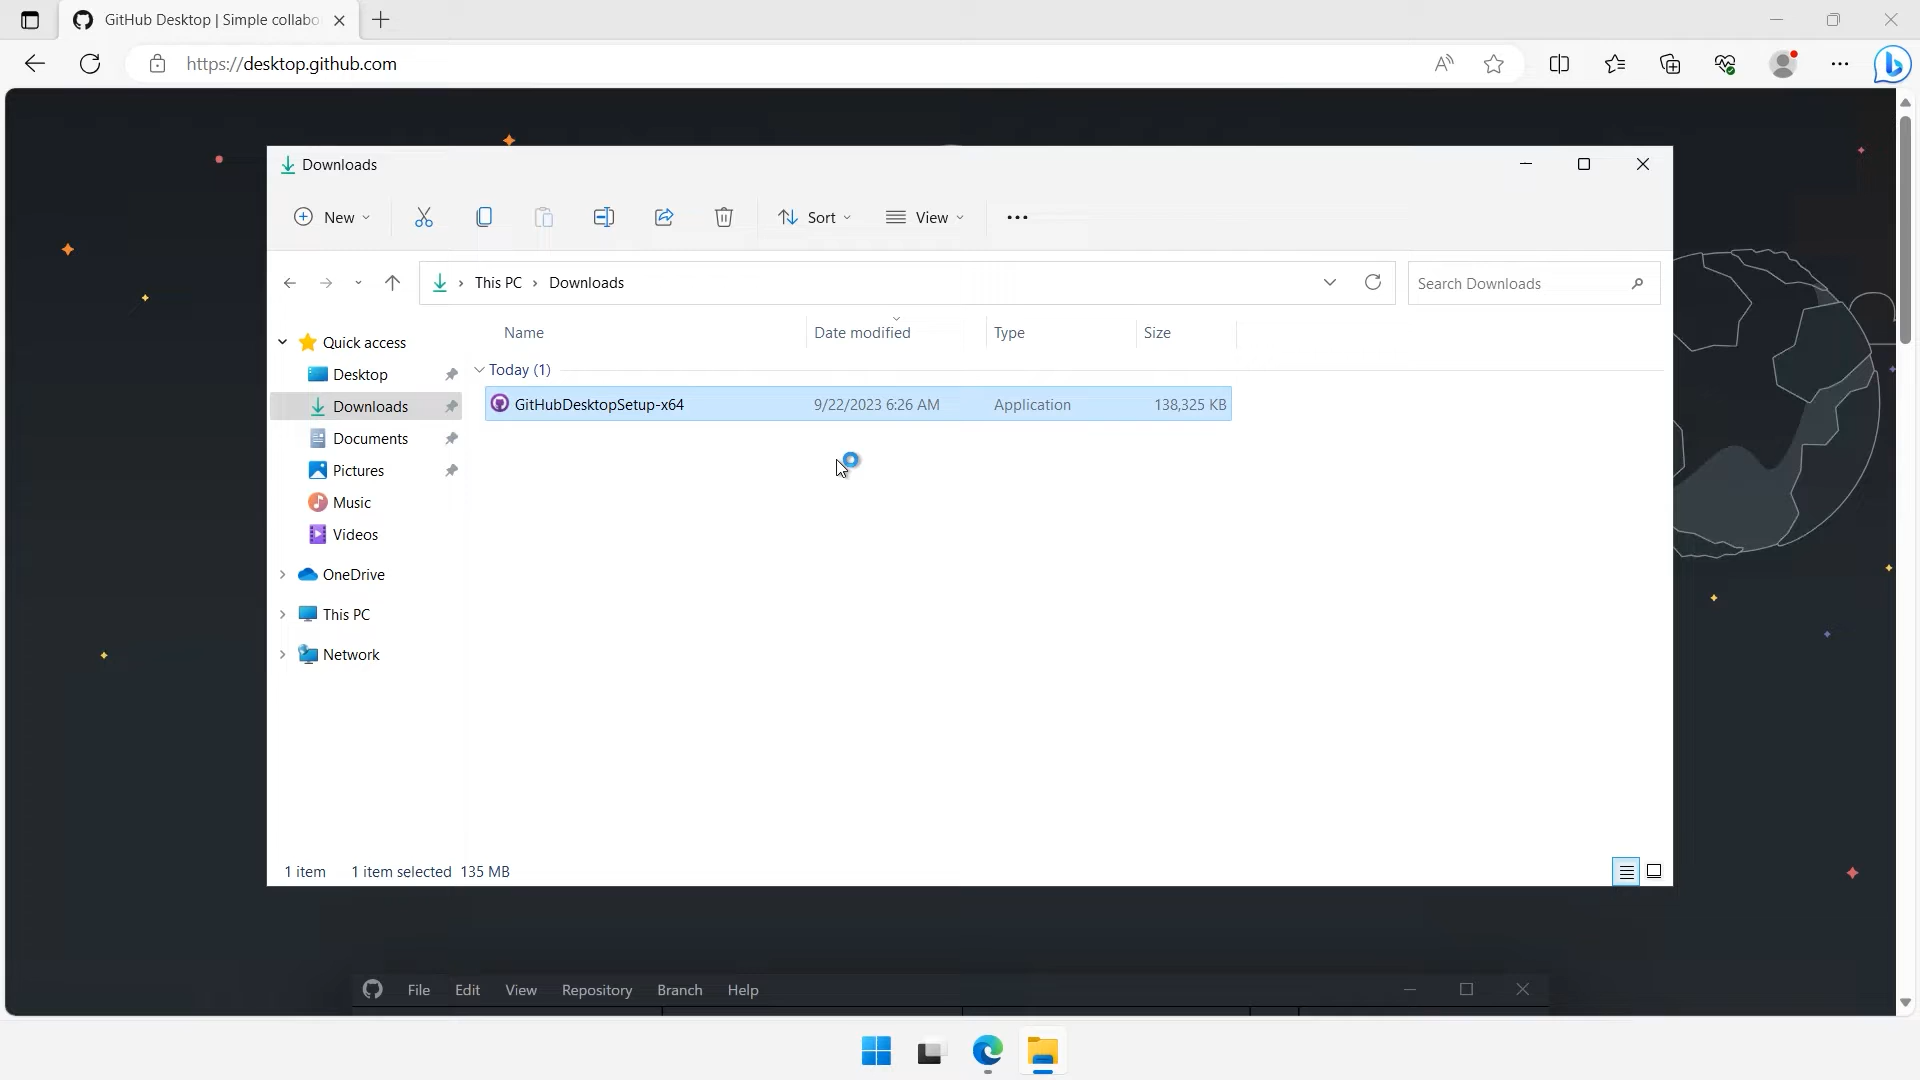 GitHub Desktop | Simple collabo
https://desktop.github.com
Downloads
New
Sort
View
This PC
Downloads
Search Downloads
Name
Date modified
Type
Size
Quick access
Today (1)
Desktop
Downloads
GitHubDesktopSetup-x64
9/22/2023 6:26 AM
Application
138,325 KB
Documents
Pictures
Music
Videos
OneDrive
This PC
Network
1 item
1 item selected 135 MB
File
Edit
View
Repository
Branch
Help